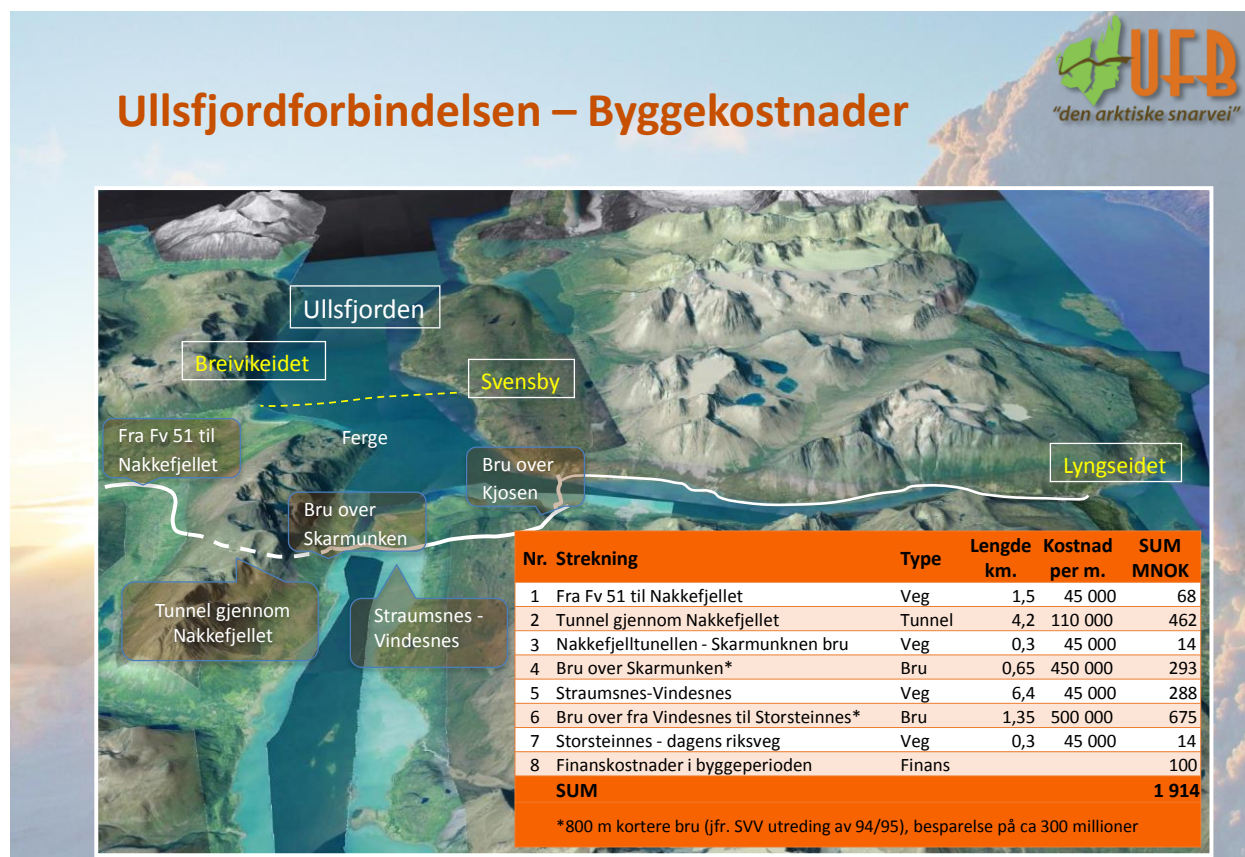 UFB
"den arktiske snarvei"
Ullsfjordforbindelsen – Byggekostnader
Ullsfjorden
Breivikeidet
Svensby
Fra Fv 51 til
Nakkefjellet
Ferge
Bru over
Kjosen
Lyngseidet
Bru over
Skarmunken
Tunnel gjennom
Nakkefjellet
Straumsnes -
Vindesnes
Nr. Strekning Type Lengde km. Kostnad per m. SUM MNOK
1 Fra Fv 51 til Nakkefjellet Veg 1,5 45 000 68
2 Tunnel gjennom Nakkefjellet Tunnel 4,2 110 000 462
3 Nakkefjelltunellen - Skarmunknen bru Veg 0,3 45 000 14
4 Bru over Skarmunken* Bru 0,65 450 000 293
5 Straumsnes-Vindesnes Veg 6,4 45 000 288
6 Bru over fra Vindesnes til Storsteinnes* Bru 1,35 500 000 675
7 Storsteinnes - dagens riksveg Veg 0,3 45 000 14
8 Finanskostnader i byggeperioden Finans 100
SUM 1 914
*800 m kortere bru (jfr. SVV utreding av 94/95), besparelse på ca 300 millioner